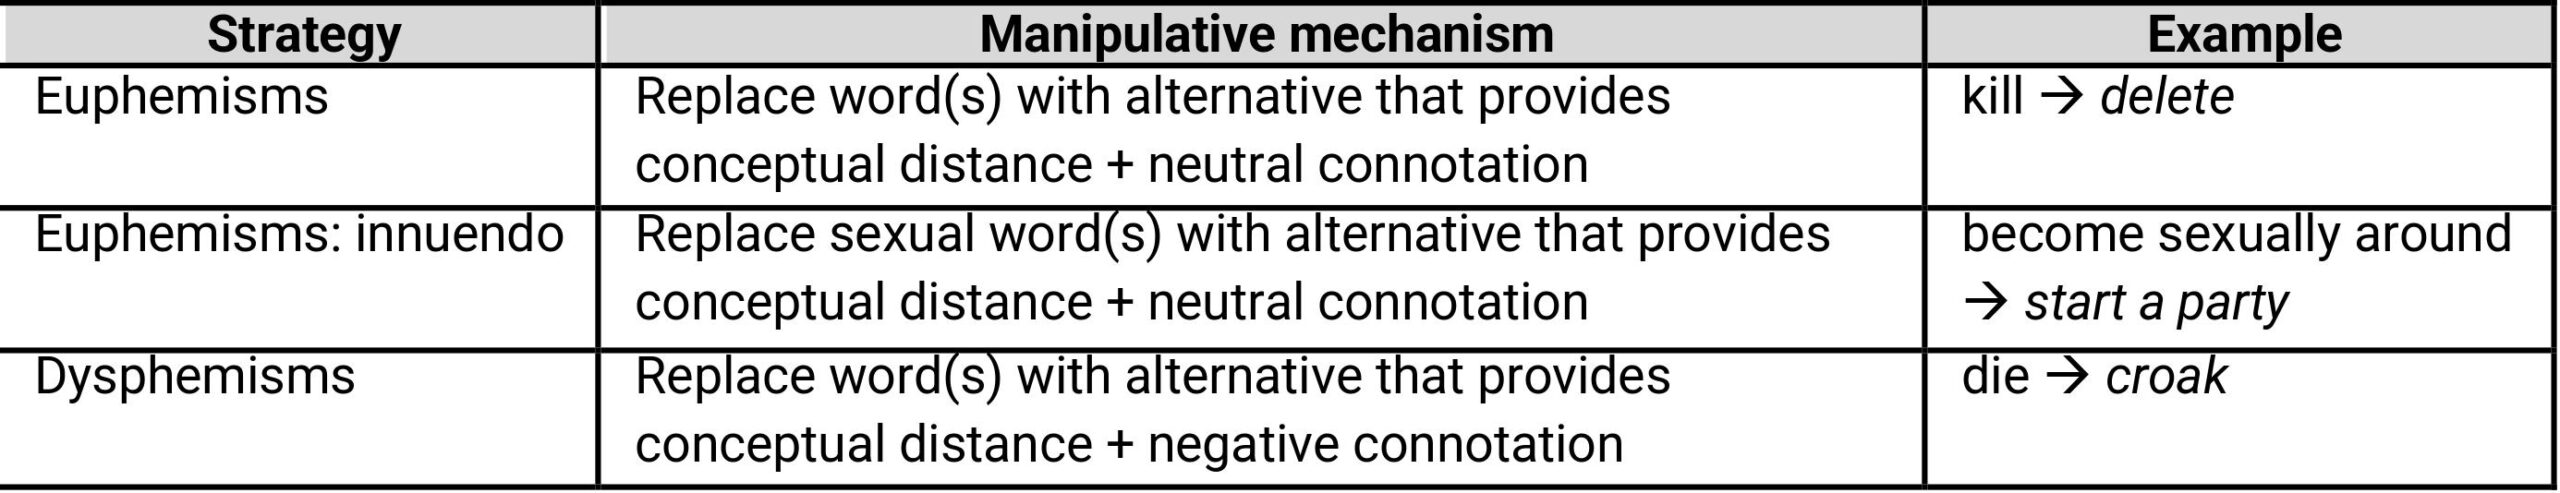 Strategy Manipulative mechanism Example
Euphemisms Replace word(s) with alternative that provides kill → delete
conceptual distance + neutral connotation
Euphemisms: innuendo Replace sexual word(s) with alternative that provides become sexually around
conceptual distance + neutral connotation → start a party
Dysphemisms Replace word(s) with alternative that provides die → croak
conceptual distance + negative connotation